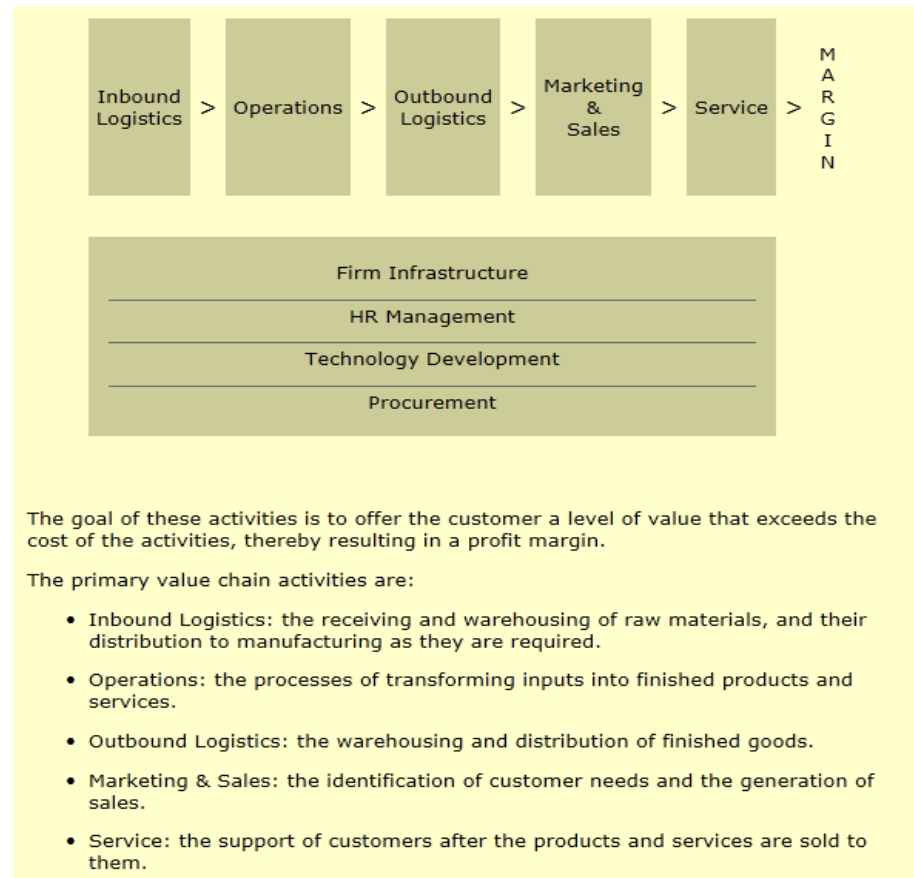 Inbound
Logistics
>
Operations
>
Outbound
Logistics
>
Marketing
&
Sales
>
Service
>
M
A
R
G
I
N
Firm Infrastructure
HR Management
Technology Development
Procurement
The goal of these activities is to offer the customer a level of value that exceeds the
cost of the activities, thereby resulting in a profit margin.
The primary value chain activities are:
• Inbound Logistics: the receiving and warehousing of raw materials, and their
distribution to manufacturing as they are required.
• Operations: the processes of transforming inputs into finished products and
services.
• Outbound Logistics: the warehousing and distribution of finished goods.
• Marketing & Sales: the identification of customer needs and the generation of
sales.
• Service: the support of customers after the products and services are sold to
them.